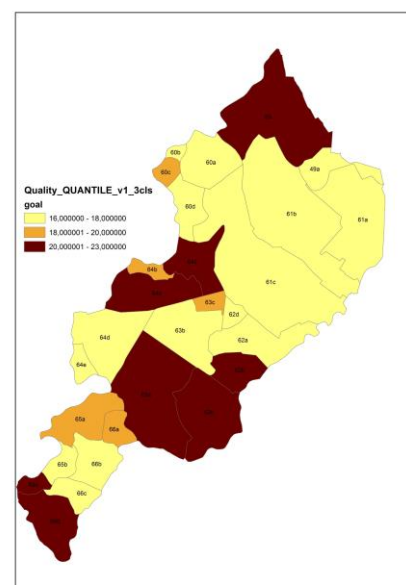 60b
60a
60c
49a
60d
61b
61a
Quality_QUANTILE_v1_3cls
goal
16,000000 - 18,000000
18,000001 - 20,000000
20,000001 - 23,000000
64b
61c
63c
62d
64d
63b
62a
64e
65a
66a
65b
66b
66c